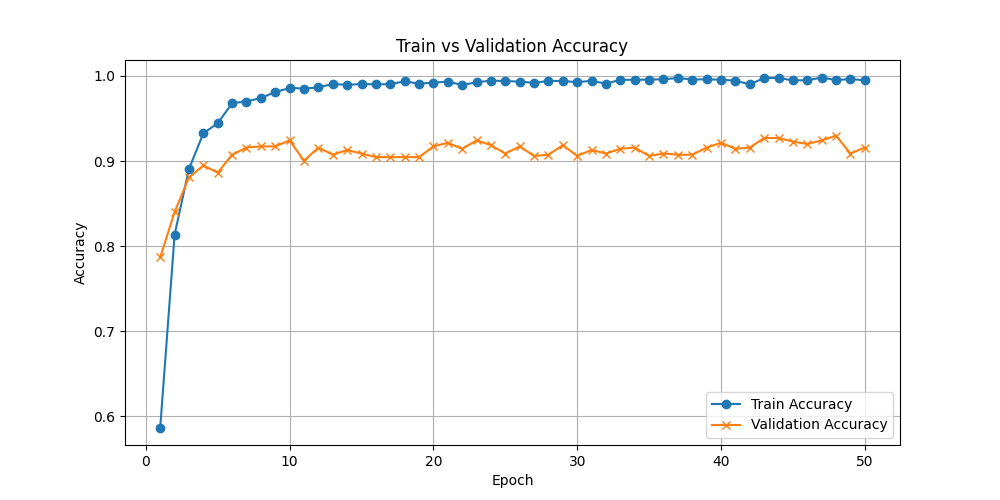 Train vs Validation Accuracy
1.0
0.9
0.8
0.7
0.6
Accuracy
0 10 20 30 40 50
Epoch
Train Accuracy
Validation Accuracy